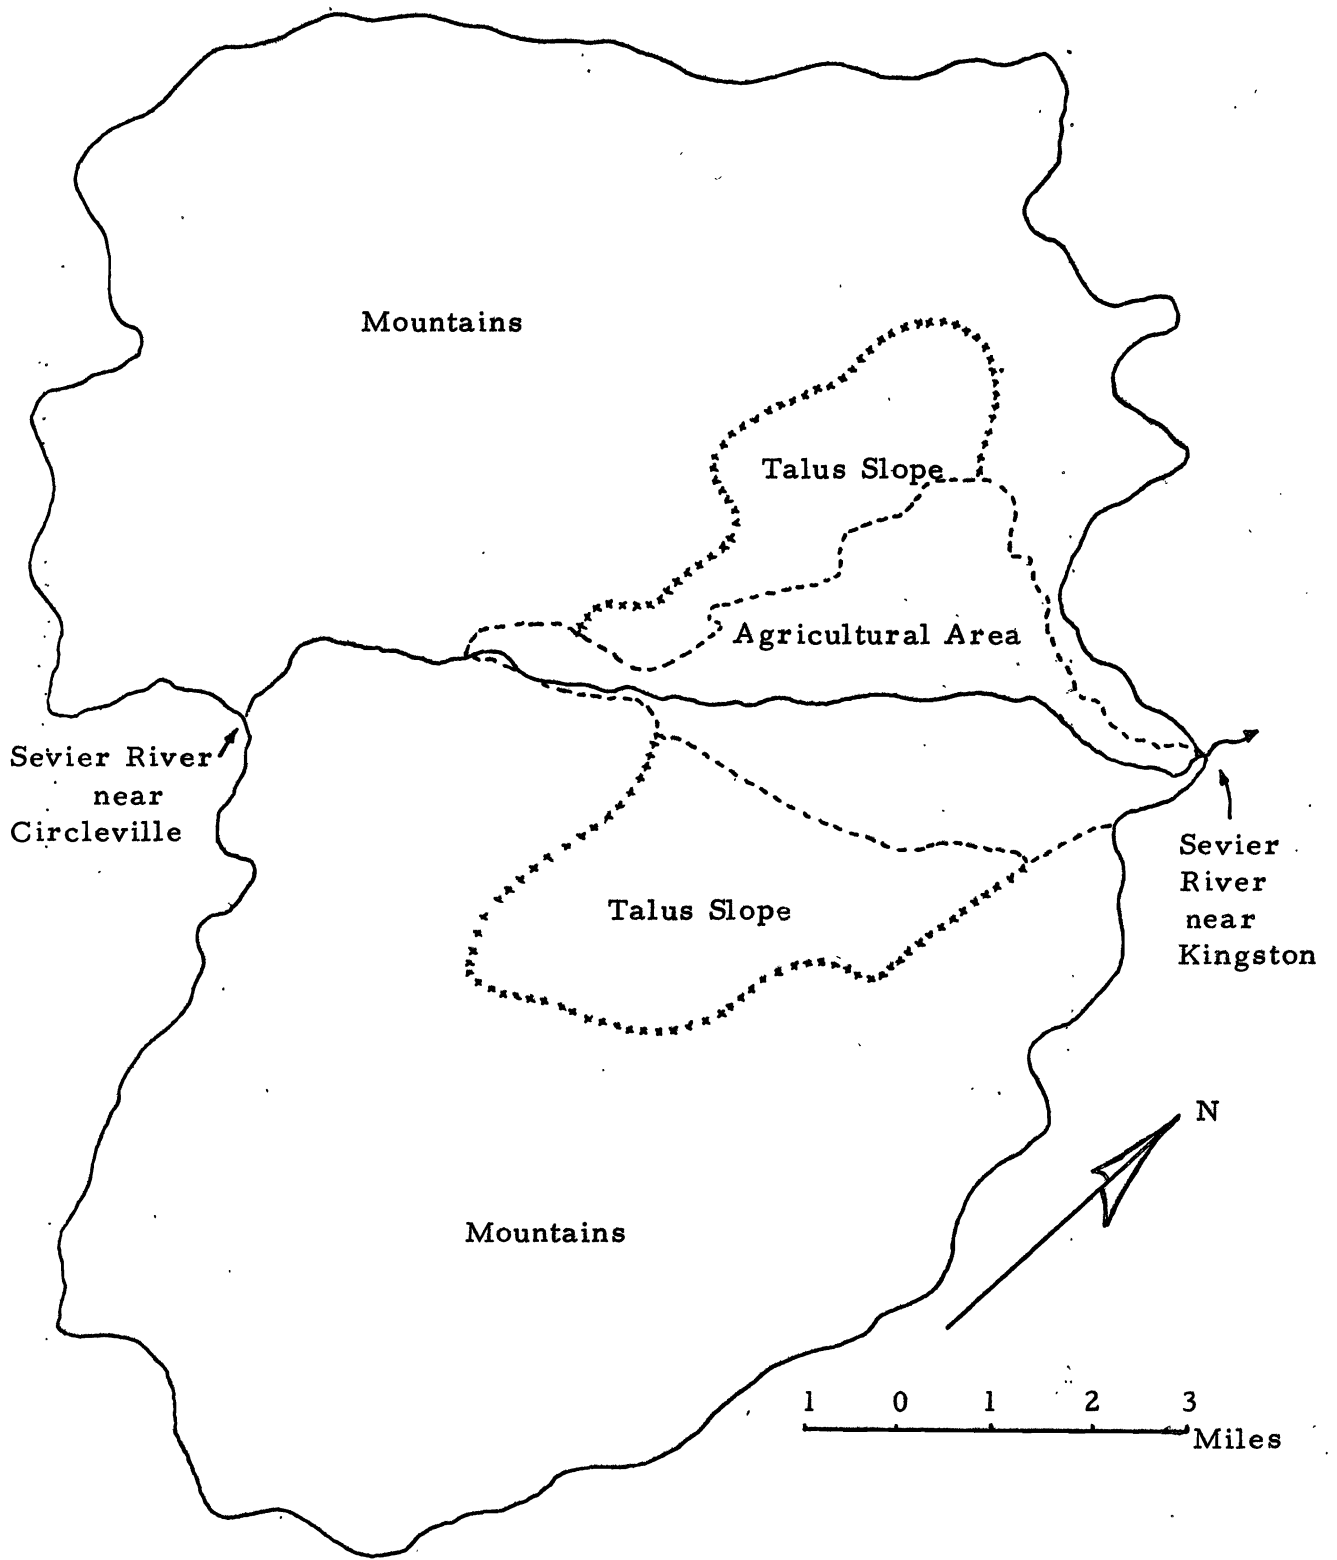 Mountains
Talus Slope
Agricultural Area
Sevier River
near
Circleville
Sevier
River
near
Kingston
Talus Slope
N
Mountains
1 0 1 2 3
Miles